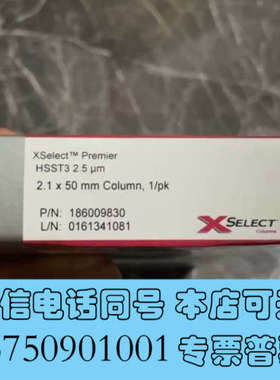 XSelect™ Premier
HSST3 2.5 µm
2.1 x 50 mm Column, 1/pk
P/N: 186009830
L/N: 0161341081
XSELECT
Columns
信电话同号 本店可
750901001 专票普票